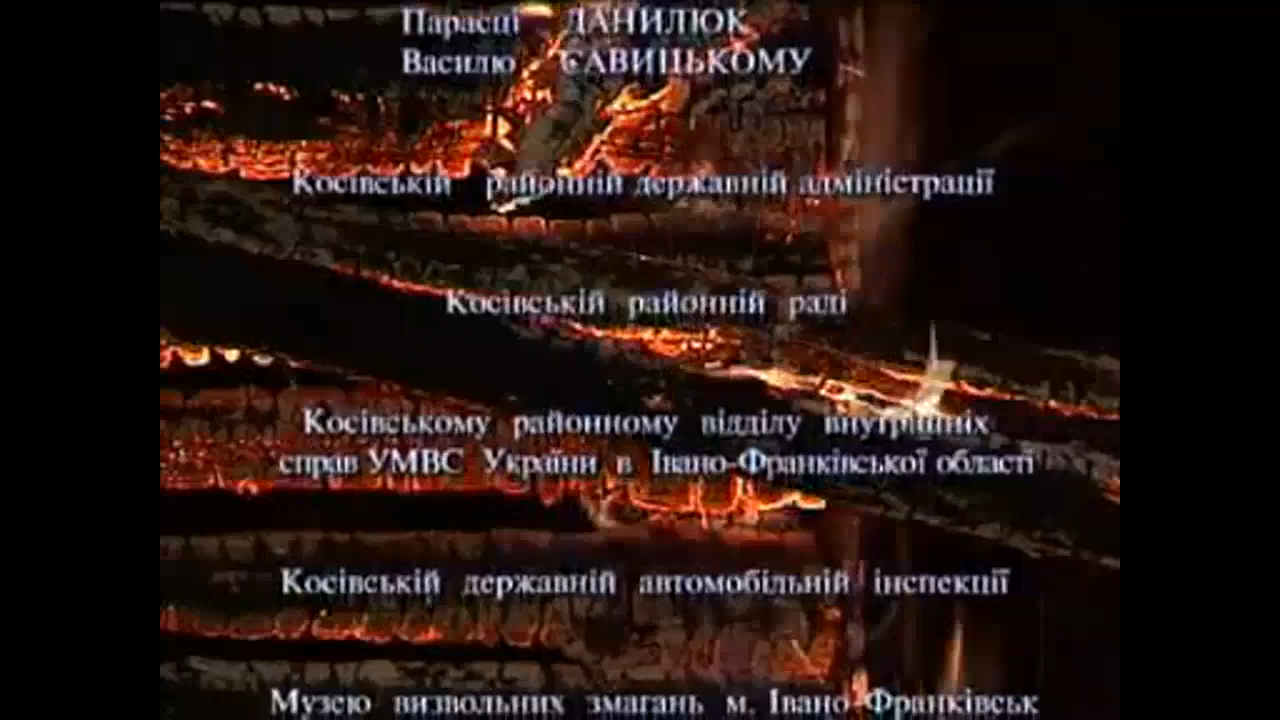 Парасці ДАНИЛЮК
Василю САВИЦЬКОМУ
Косівській районній державній адміністрації
Косівській районній раді
Косівському районному відділу внутрішніх
справ УМВС України в Івано-Франківської області
Косівській державній автомобільній інспекції
Музею визвольних змагань м. Івано-Франківськ